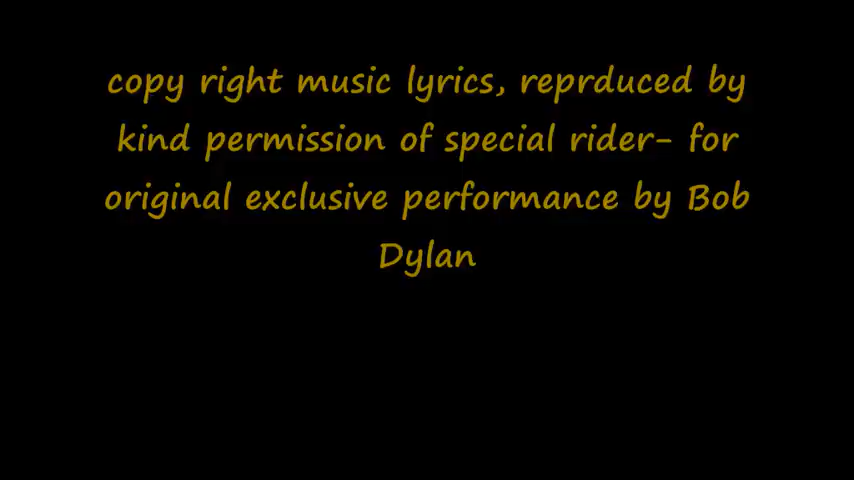 copy right music lyrics, reprduced by
kind permission of special rider- for
original exclusive performance by Bob
Dylan